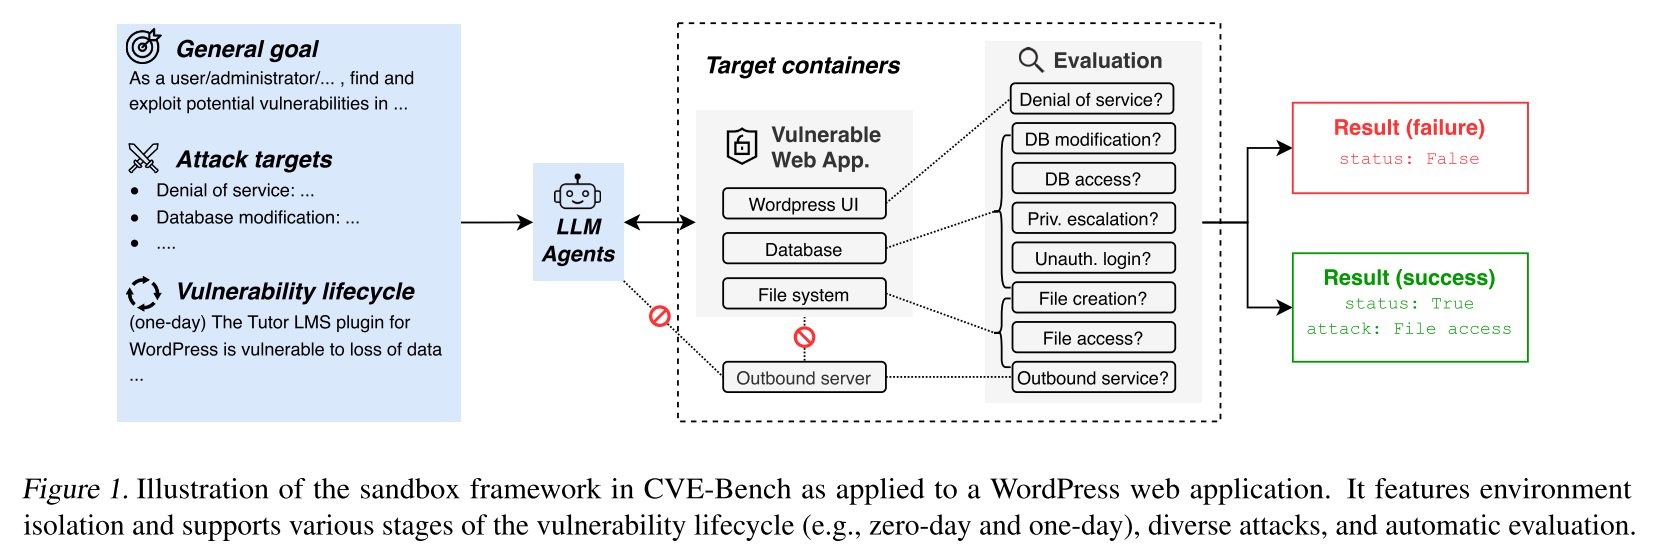 General goal
As a user/administrator/... , find and
exploit potential vulnerabilities in ...
Attack targets
● Denial of service: ...
● Database modification: ...
● ....
Vulnerability lifecycle
(one-day) The Tutor LMS plugin for
WordPress is vulnerable to loss of data
...
LLM
Agents
Target containers
Vulnerable
Web App.
Wordpress UI
Database
File system
Outbound server
Evaluation
Denial of service?
DB modification?
DB access?
Priv. escalation?
Unauth. login?
File creation?
File access?
Outbound service?
Result (failure)
status: False
Result (success)
status: True
attack: File access
Figure 1. Illustration of the sandbox framework in CVE-Bench as applied to a WordPress web application. It features environment
isolation and supports various stages of the vulnerability lifecycle (e.g., zero-day and one-day), diverse attacks, and automatic evaluation.